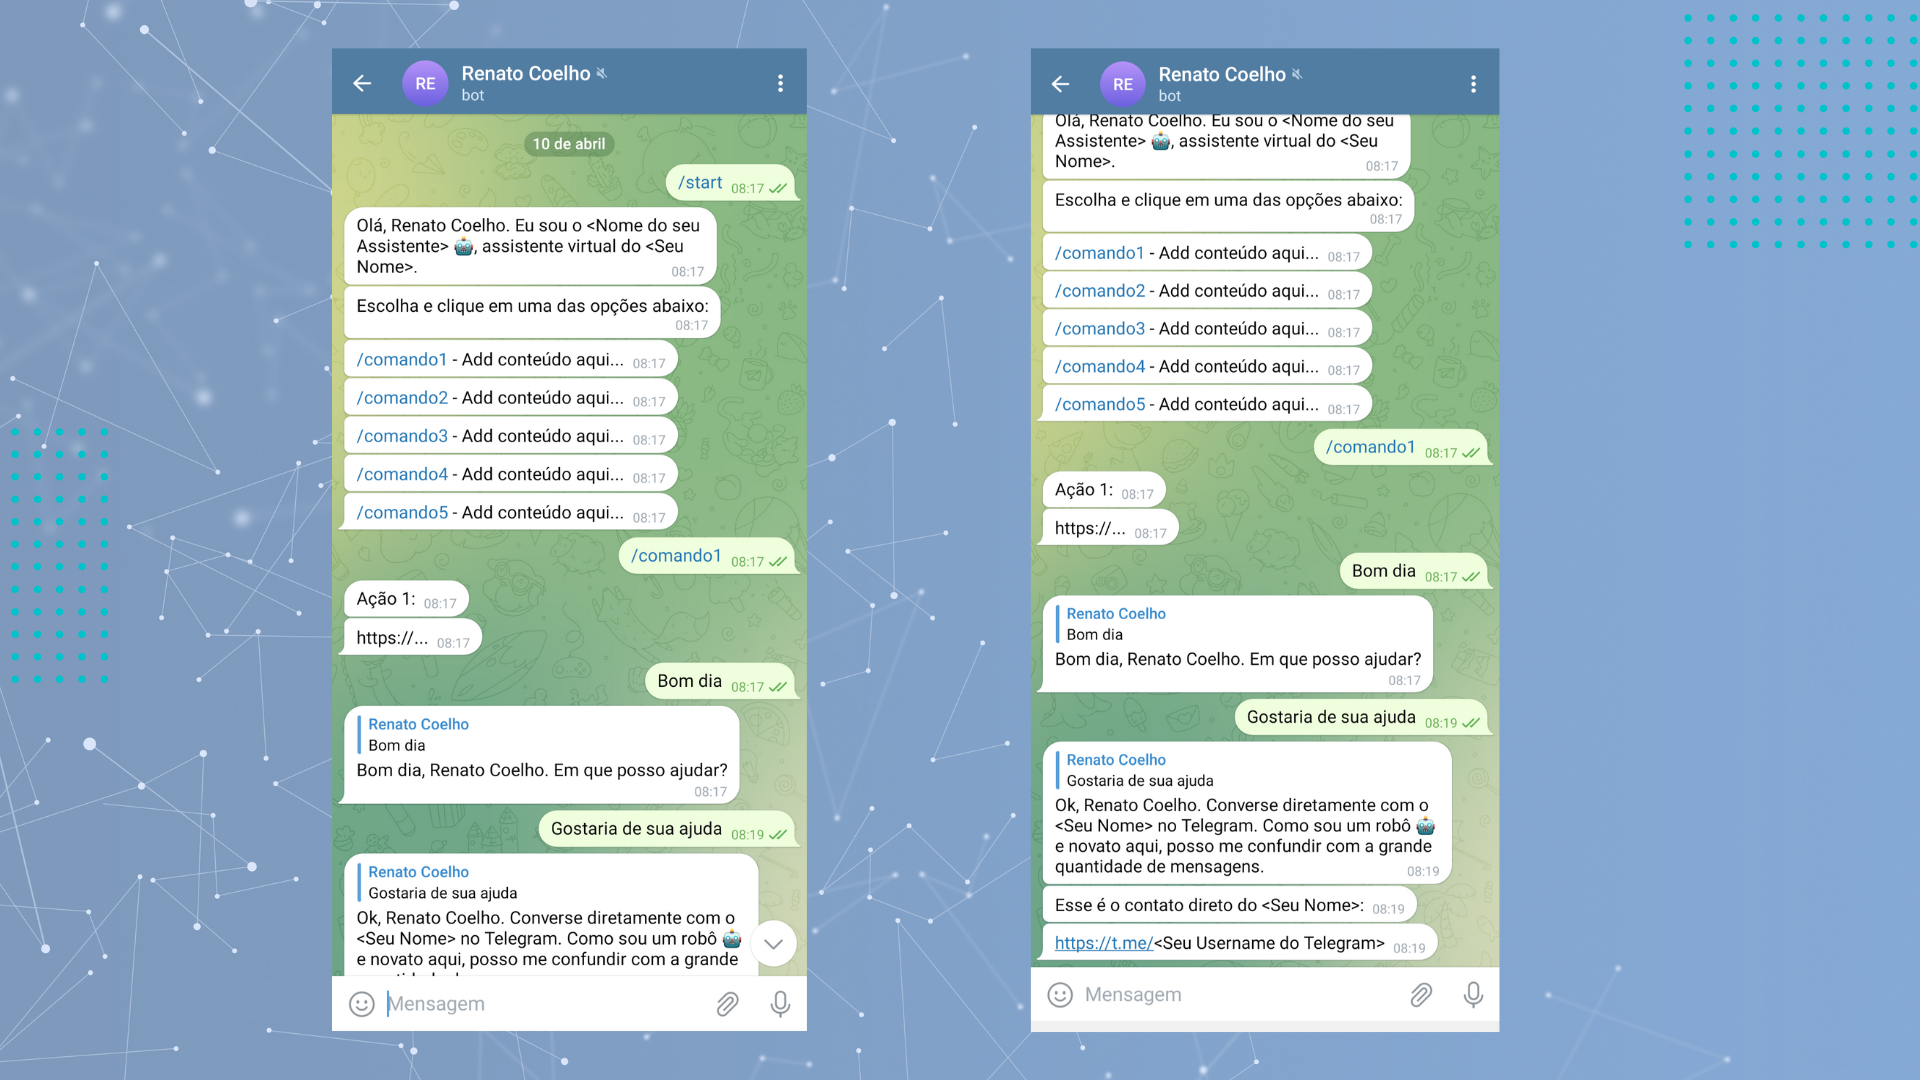 RE
Renato Coelho
bot
10 de abril
/start 08:17
Olá, Renato Coelho. Eu sou o <Nome do seu
Assistente> 🤖, assistente virtual do <Seu
Nome>. 08:17
Escolha e clique em uma das opções abaixo:
08:17
/comando1 - Add conteúdo aqui... 08:17
/comando2 - Add conteúdo aqui... 08:17
/comando3 - Add conteúdo aqui... 08:17
/comando4 - Add conteúdo aqui... 08:17
/comando5 - Add conteúdo aqui... 08:17
/comando1 08:17
Ação 1: 08:17
https://... 08:17
Bom dia 08:17
Renato Coelho
Bom dia
Bom dia, Renato Coelho. Em que posso ajudar?
08:17
Gostaria de sua ajuda 08:19
Renato Coelho
Gostaria de sua ajuda
Ok, Renato Coelho. Converse diretamente com o
<Seu Nome> no Telegram. Como sou um robô 🤖
e novato aqui, posso me confundir com a grande
Mensagem
RE
Renato Coelho
bot
Olá, Renato Coelho. Eu sou o <Nome do seu
Assistente> 🤖, assistente virtual do <Seu
Nome>. 08:17
Escolha e clique em uma das opções abaixo:
08:17
/comando1 - Add conteúdo aqui... 08:17
/comando2 - Add conteúdo aqui... 08:17
/comando3 - Add conteúdo aqui... 08:17
/comando4 - Add conteúdo aqui... 08:17
/comando5 - Add conteúdo aqui... 08:17
/comando1 08:17
Ação 1: 08:17
https://... 08:17
Bom dia 08:17
Renato Coelho
Bom dia
Bom dia, Renato Coelho. Em que posso ajudar?
08:17
Gostaria de sua ajuda 08:19
Renato Coelho
Gostaria de sua ajuda
Ok, Renato Coelho. Converse diretamente com o
<Seu Nome> no Telegram. Como sou um robô 🤖
e novato aqui, posso me confundir com a grande
quantidade de mensagens. 08:19
Esse é o contato direto do <Seu Nome>: 08:19
https://t.me/<Seu Username do Telegram> 08:19
Mensagem